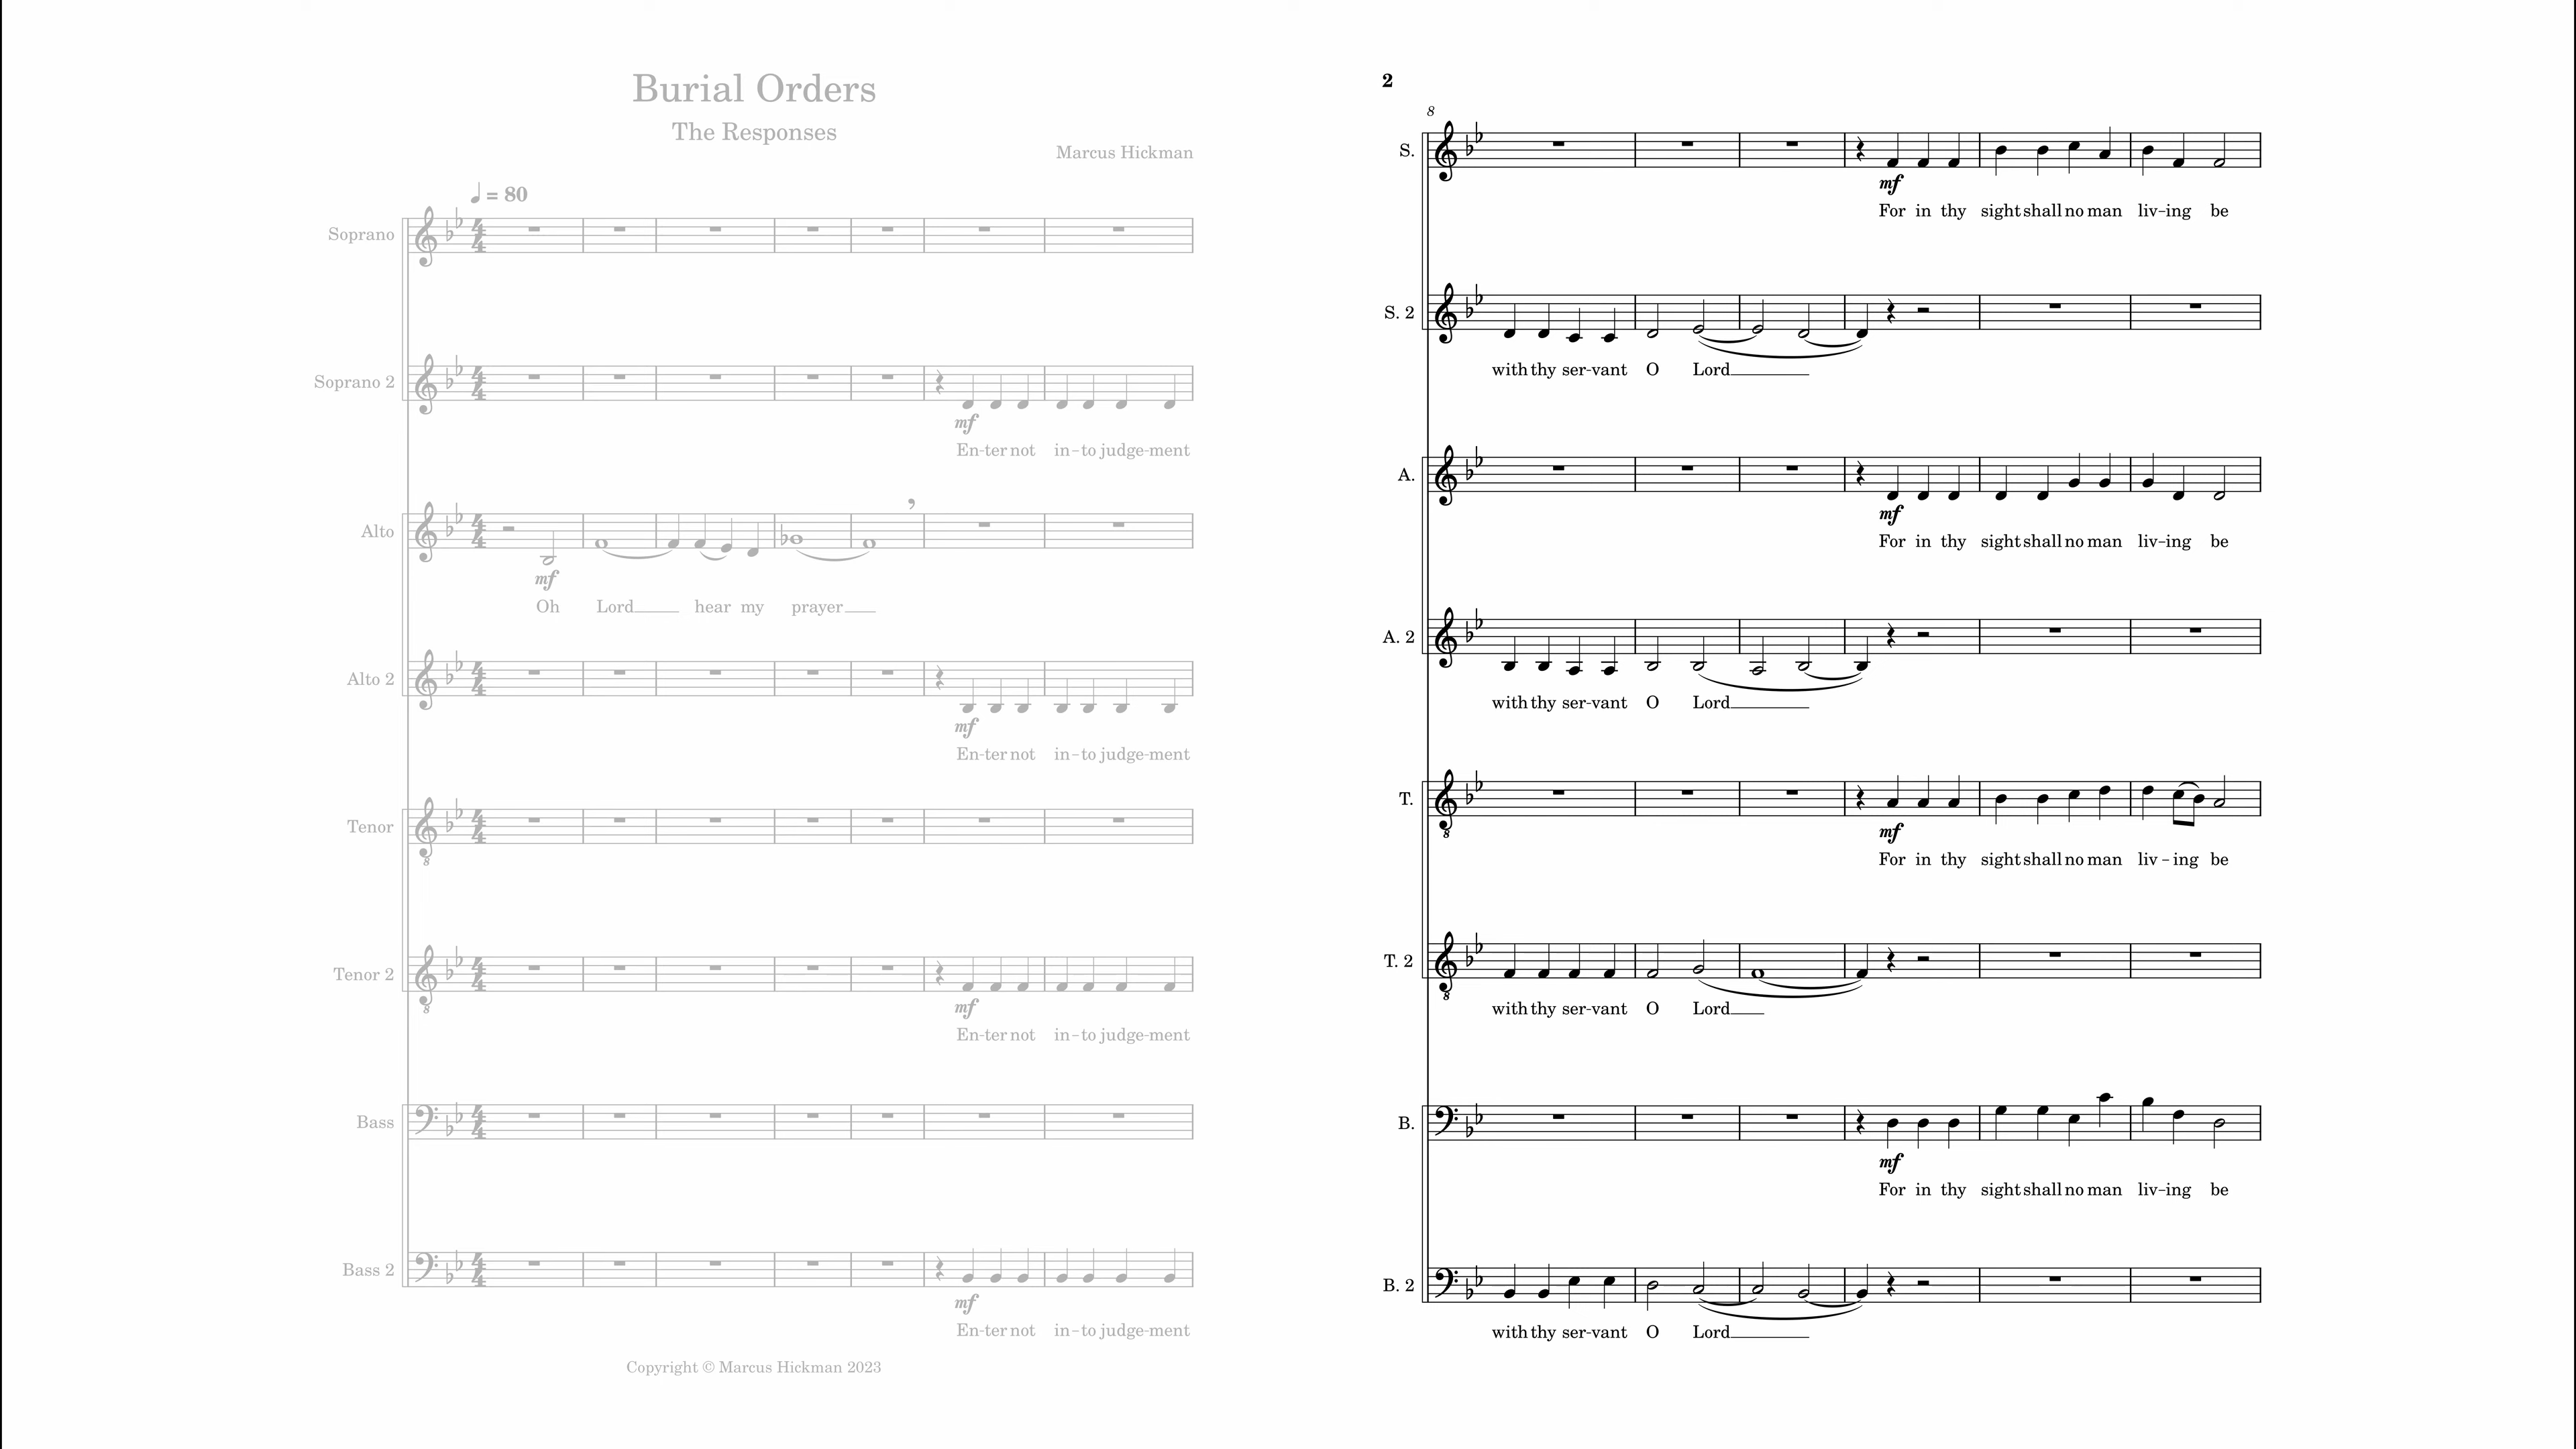 Burial Orders
The Responses
Marcus Hickman
♩ = 80
Soprano
Soprano 2
mf
En-ter not in-to judge-ment
Alto
mf
Oh Lord hear my prayer
Alto 2
mf
En-ter not in-to judge-ment
Tenor
Tenor 2
mf
En-ter not in-to judge-ment
Bass
Bass 2
mf
En-ter not in-to judge-ment
Copyright © Marcus Hickman 2023
2
8
S.
mf
For in thy sight shall no man liv-ing be
S. 2
with thy ser-vant O Lord
A.
mf
For in thy sight shall no man liv-ing be
A. 2
with thy ser-vant O Lord
T.
mf
For in thy sight shall no man liv-ing be
T. 2
with thy ser-vant O Lord
B.
mf
For in thy sight shall no man liv-ing be
B. 2
with thy ser-vant O Lord